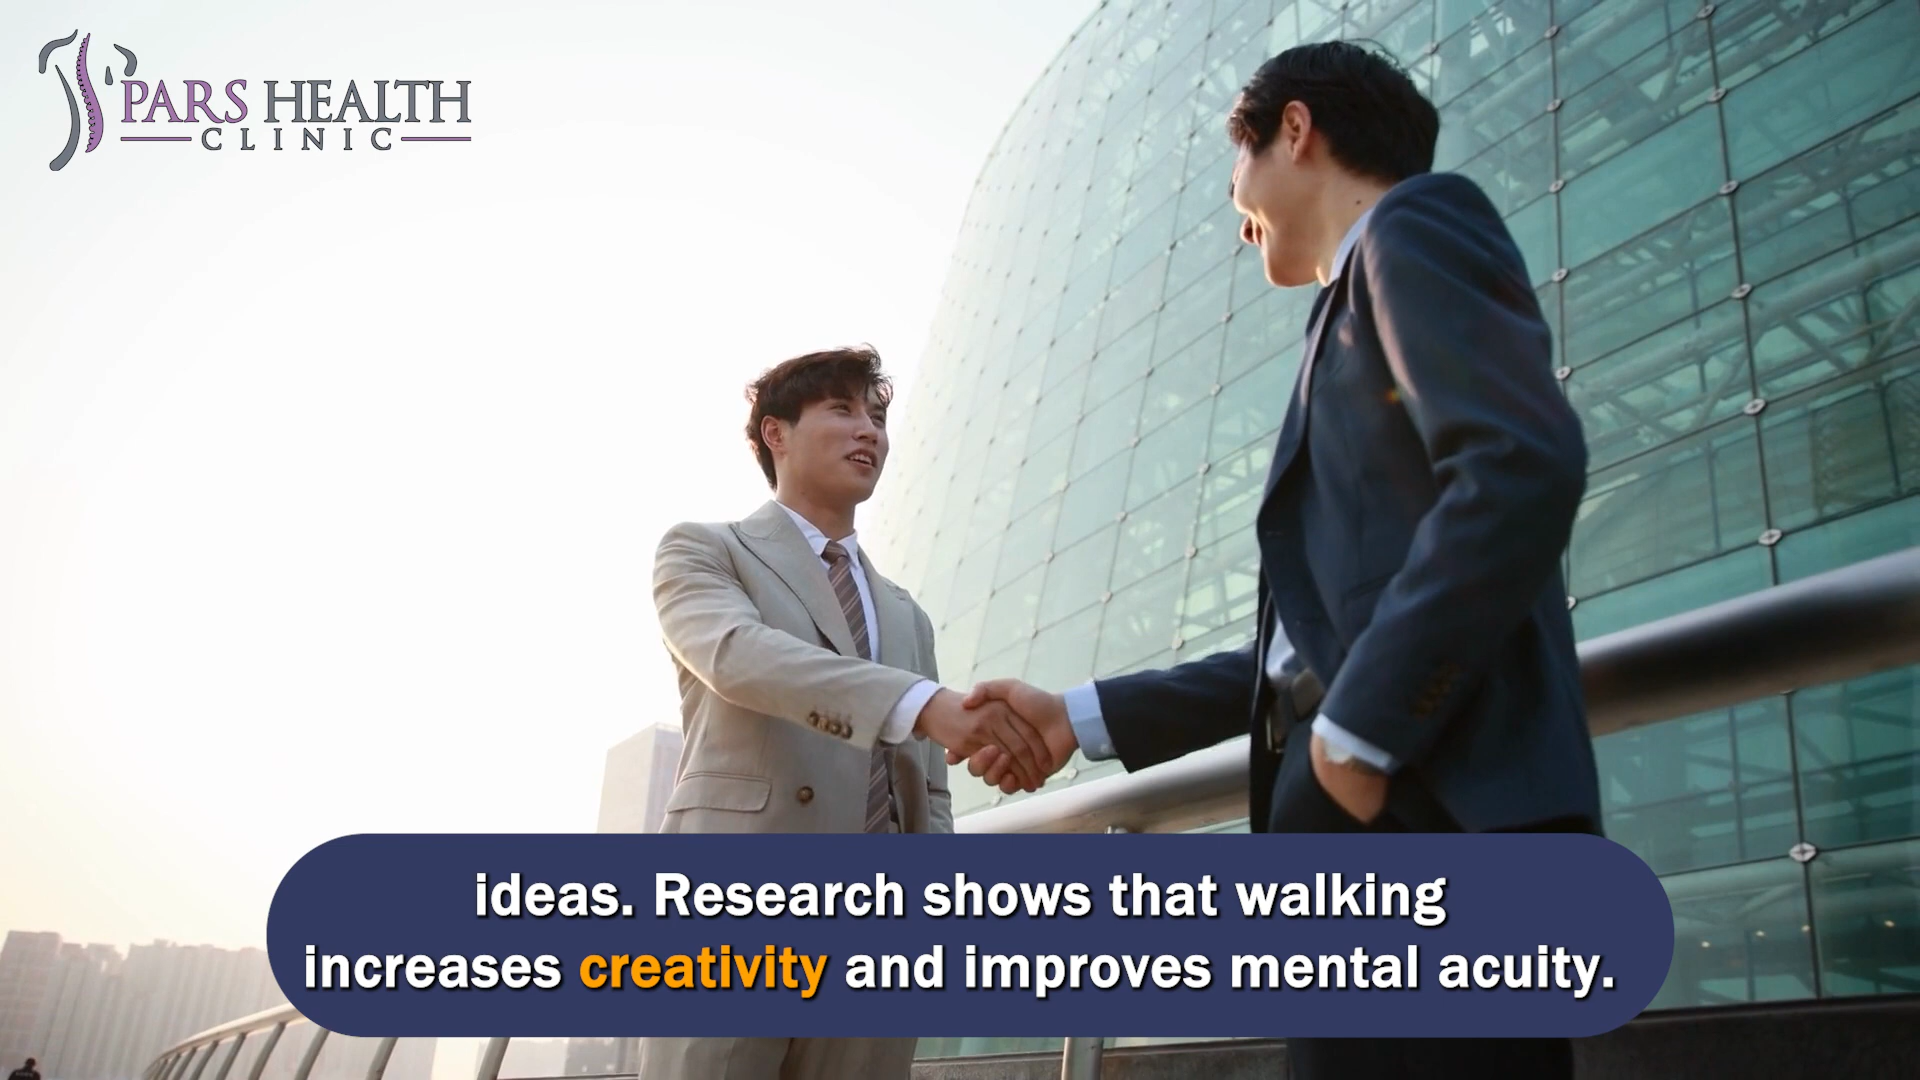 PARS HEALTH
CLINIC
ideas. Research shows that walking
increases creativity and improves mental acuity.